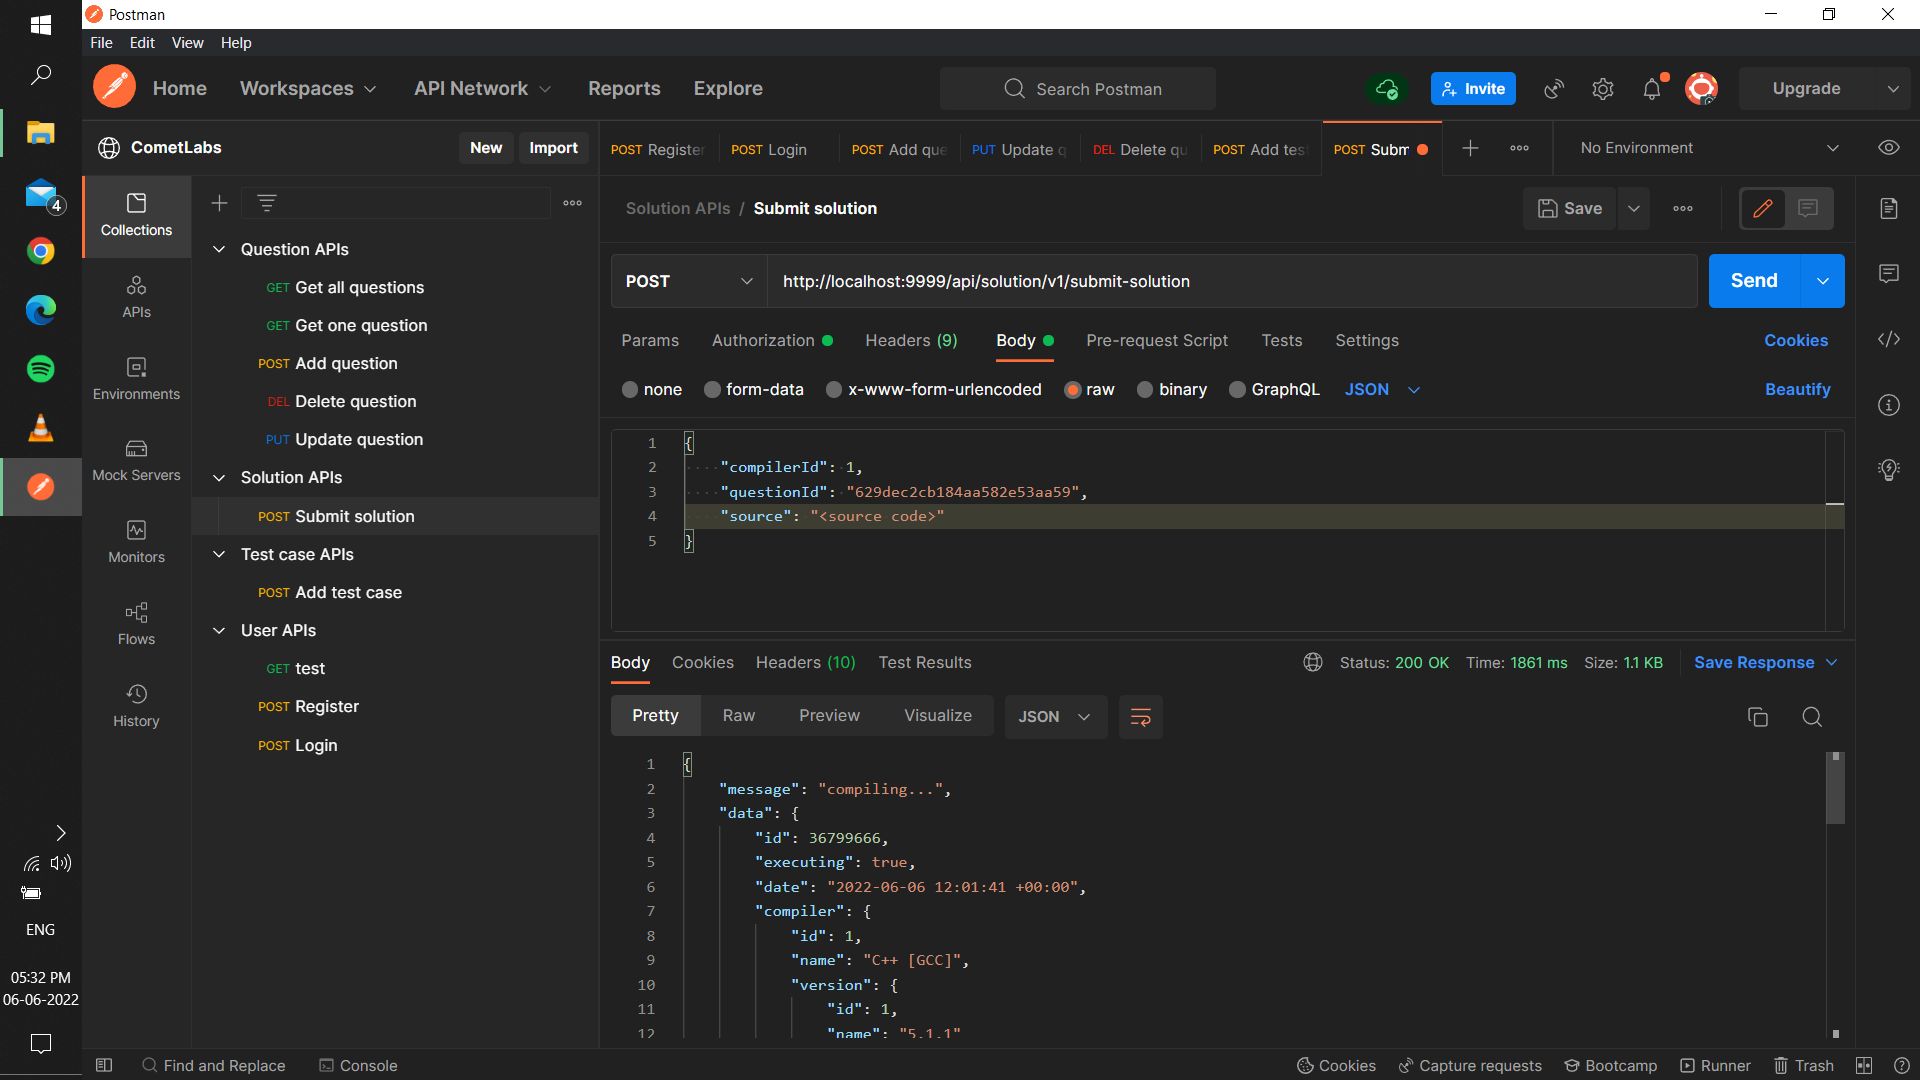 Postman
File Edit View Help
Home Workspaces API Network Reports Explore
Search Postman
Invite
Upgrade
CometLabs
New Import
POST Register
POST Login
POST Add que
PUT Update q
DEL Delete qu
POST Add test
POST Subm
No Environment
4
Collections
APIs
Environments
Mock Servers
Monitors
Flows
History
Question APIs
GET Get all questions
GET Get one question
POST Add question
DEL Delete question
PUT Update question
Solution APIs
POST Submit solution
Test case APIs
POST Add test case
User APIs
GET test
POST Register
POST Login
Solution APIs / Submit solution
Save
POST http://localhost:9999/api/solution/v1/submit-solution
Send
Params Authorization Headers (9) Body Pre-request Script Tests Settings
Cookies
none form-data x-www-form-urlencoded raw binary GraphQL JSON
Beautify
1 {
2 "compilerId": 1,
3 "questionId": "629dec2cb184aa582e53aa59",
4 "source": "<source code>"
5 }
Body Cookies Headers (10) Test Results
Status: 200 OK Time: 1861 ms Size: 1.1 KB
Save Response
Pretty Raw Preview Visualize JSON
1 {
2 "message": "compiling...",
3 "data": {
4 "id": 36799666,
5 "executing": true,
6 "date": "2022-06-06 12:01:41 +00:00",
7 "compiler": {
8 "id": 1,
9 "name": "C++ [GCC]",
10 "version": {
11 "id": 1,
12 "name": "5.1.1"
ENG
05:32 PM
06-06-2022
Find and Replace Console
Cookies Capture requests Bootcamp Runner Trash